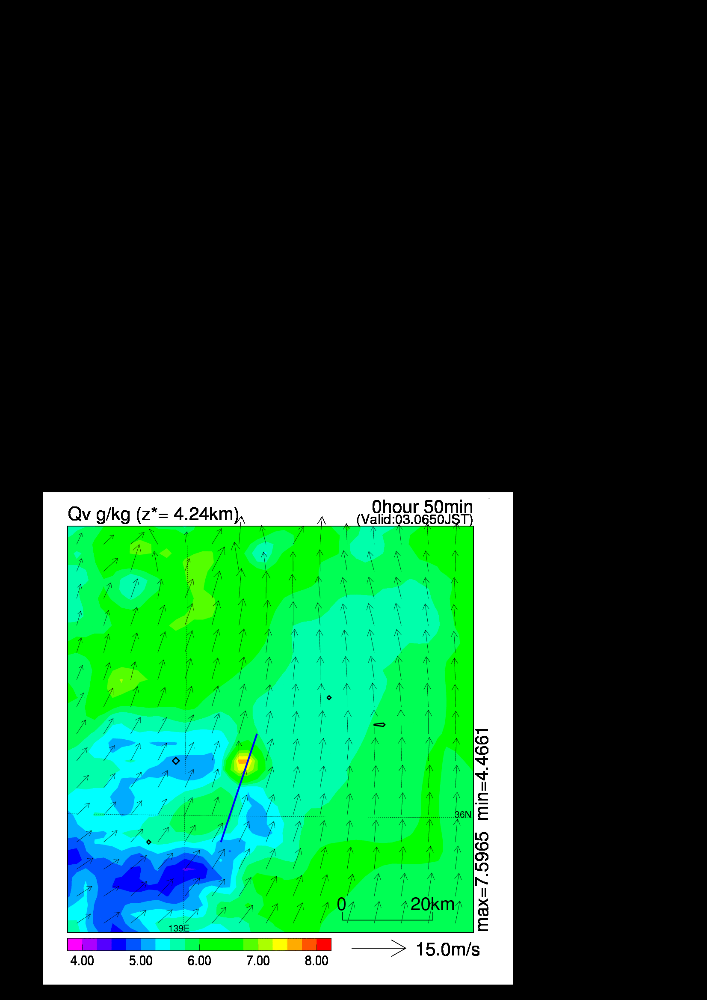 0hour 50min
Qv g/kg (z*= 4.24km)
(Valid:03.0650JST)
36N
max=7.5965 min=4.4661
0 20km
139E
15.0m/s
4.00 5.00 6.00 7.00 8.00